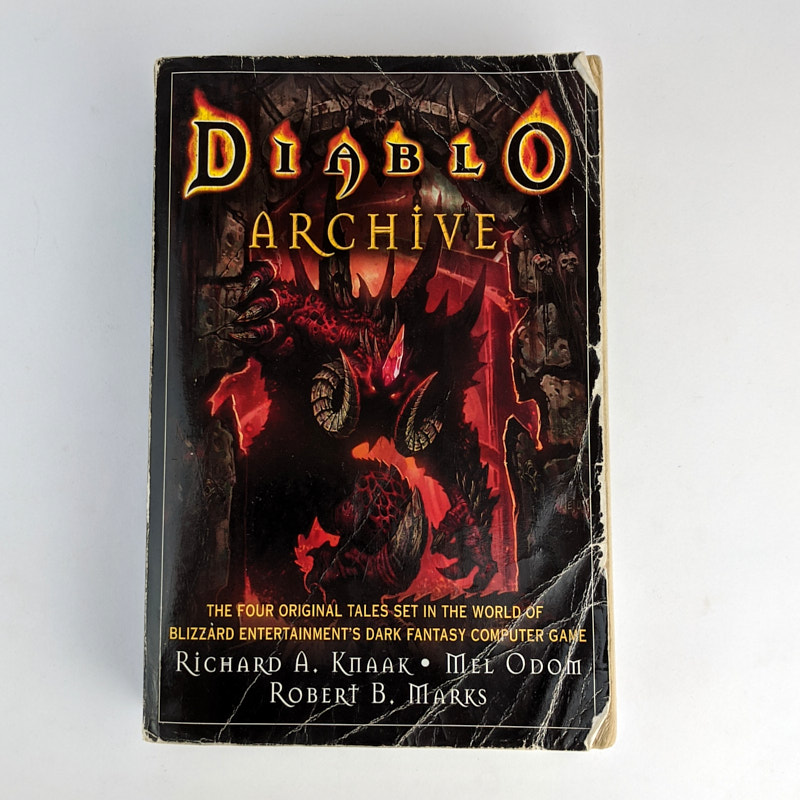 DIABLO
ARCHIVE
THE FOUR ORIGINAL TALES SET IN THE WORLD OF
BLIZZARD ENTERTAINMENT'S DARK FANTASY COMPUTER GAME
RICHARD A. KNAAK • MEL ODOM
ROBERT B. MARKS